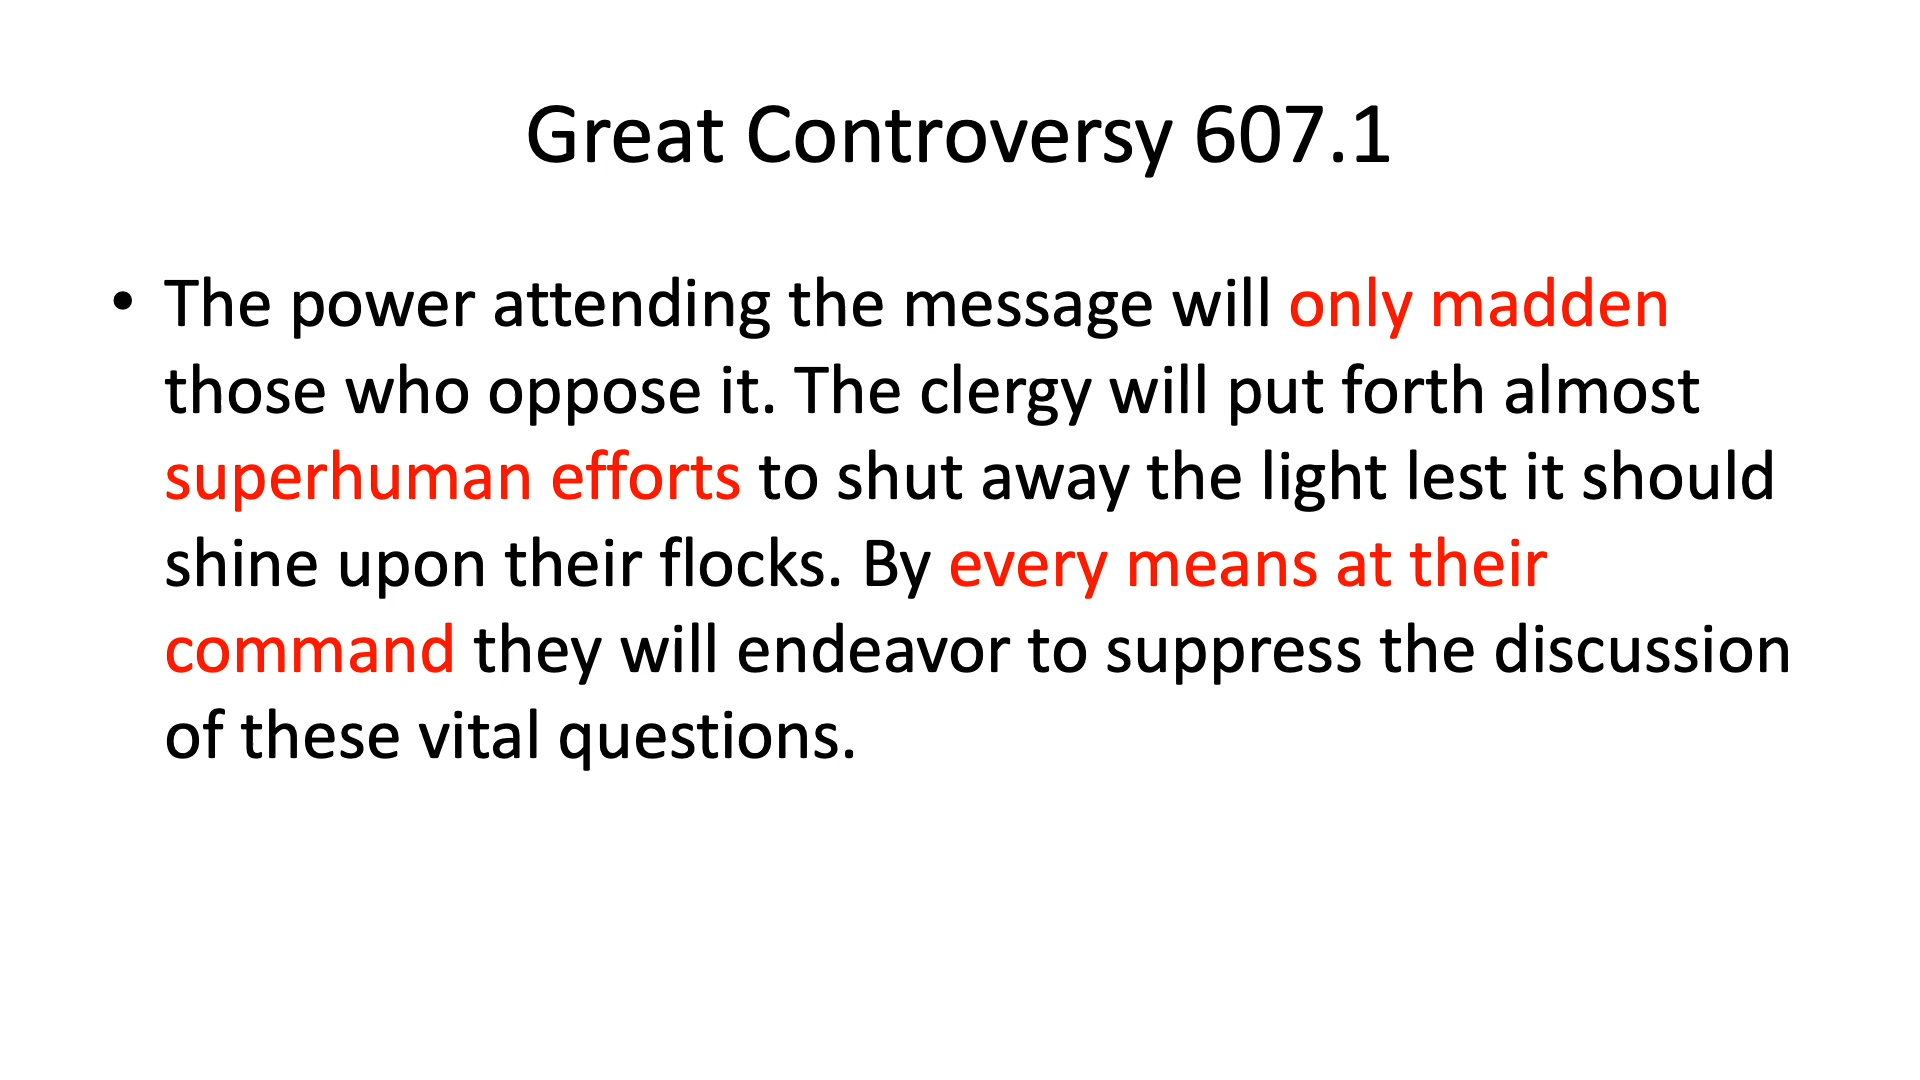 Great Controversy 607.1
• The power attending the message will only madden
those who oppose it. The clergy will put forth almost
superhuman efforts to shut away the light lest it should
shine upon their flocks. By every means at their
command they will endeavor to suppress the discussion
of these vital questions.